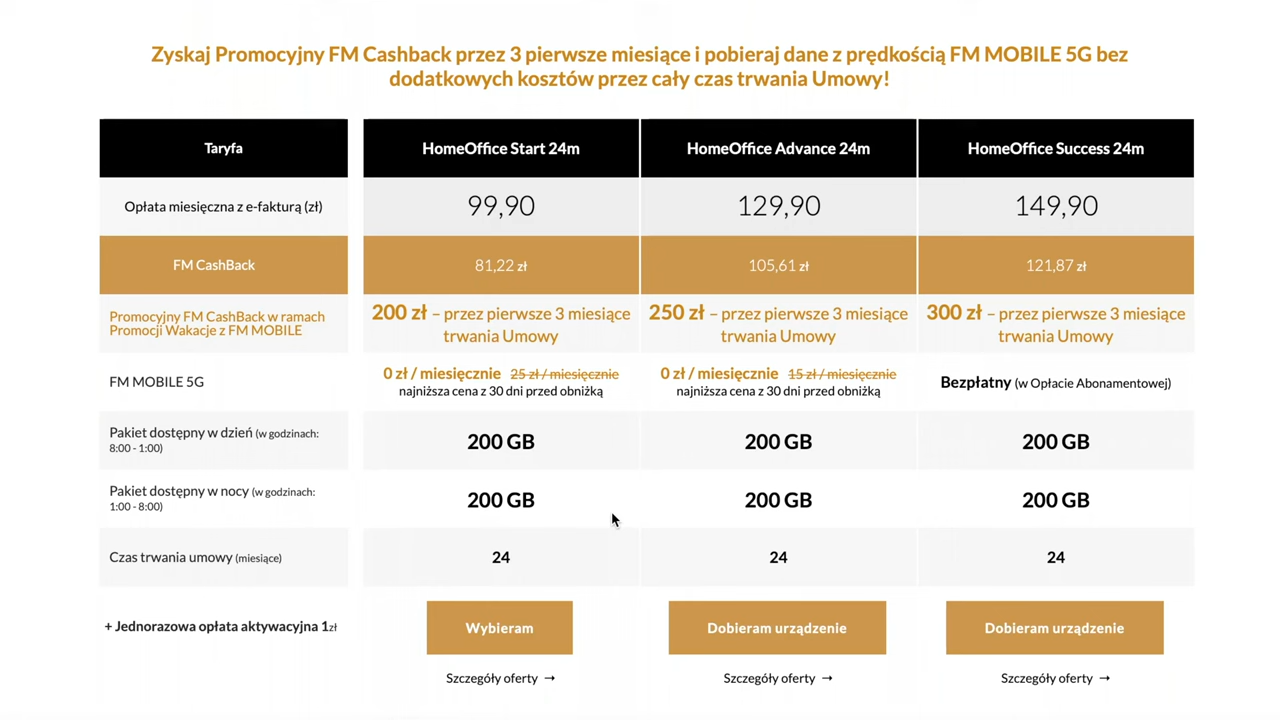 Zyskaj Promocyjny FM Cashback przez 3 pierwsze miesiące i pobieraj dane z prędkością FM MOBILE 5G bez
dodatkowych kosztów przez cały czas trwania Umowy!
Taryfa
HomeOffice Start 24m
HomeOffice Advance 24m
HomeOffice Success 24m
Opłata miesięczna z e-fakturą (zł)
99,90
129,90
149,90
FM CashBack
81,22 zł
105,61 zł
121,87 zł
Promocyjny FM CashBack w ramach
Promocji Wakacje z FM MOBILE
200 zł – przez pierwsze 3 miesiące
trwania Umowy
250 zł – przez pierwsze 3 miesiące
trwania Umowy
300 zł – przez pierwsze 3 miesiące
trwania Umowy
FM MOBILE 5G
0 zł / miesięcznie 25 zł / miesięcznie
najniższa cena z 30 dni przed obniżką
0 zł / miesięcznie 15 zł / miesięcznie
najniższa cena z 30 dni przed obniżką
Bezpłatny (w Opłacie Abonamentowej)
Pakiet dostępny w dzień (w godzinach:
8:00 - 1:00)
200 GB
200 GB
200 GB
Pakiet dostępny w nocy (w godzinach:
1:00 - 8:00)
200 GB
200 GB
200 GB
Czas trwania umowy (miesiące)
24
24
24
+ Jednorazowa opłata aktywacyjna 1zł
Wybieram
Dobieram urządzenie
Dobieram urządzenie
Szczegóły oferty →
Szczegóły oferty →
Szczegóły oferty →